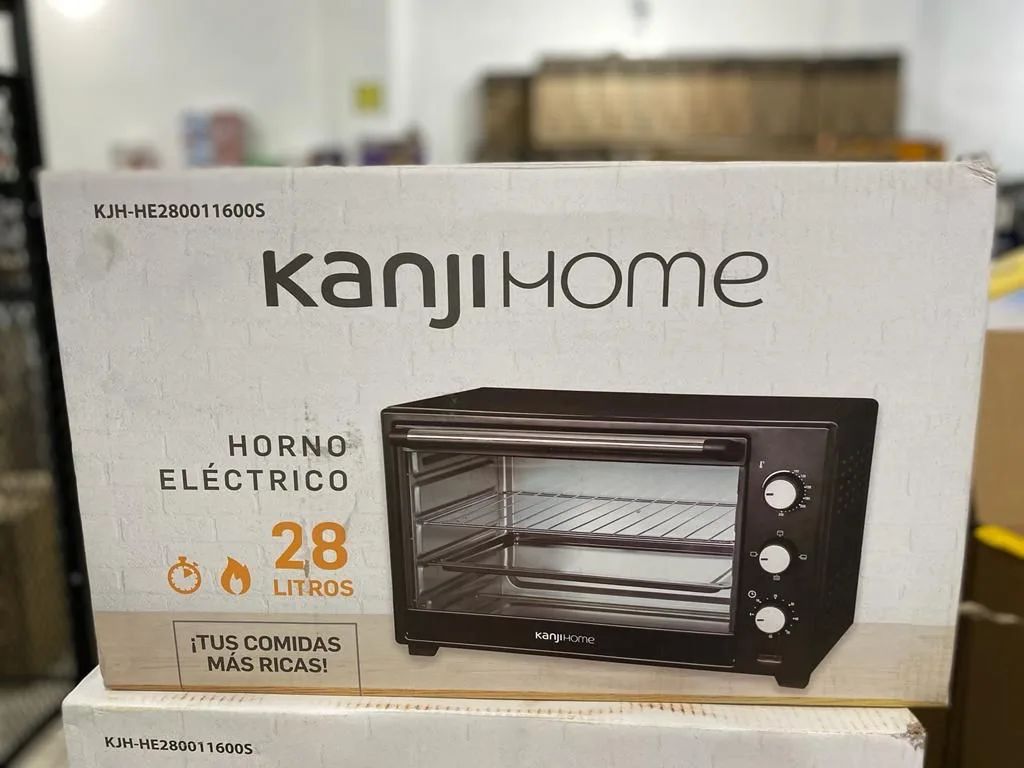 KJH-HE280011600S
KanjiHOME
HORNO
ELÉCTRICO
28
LITROS
¡TUS COMIDAS
MÁS RICAS!
KanjiHOME
KJH-HE280011600S